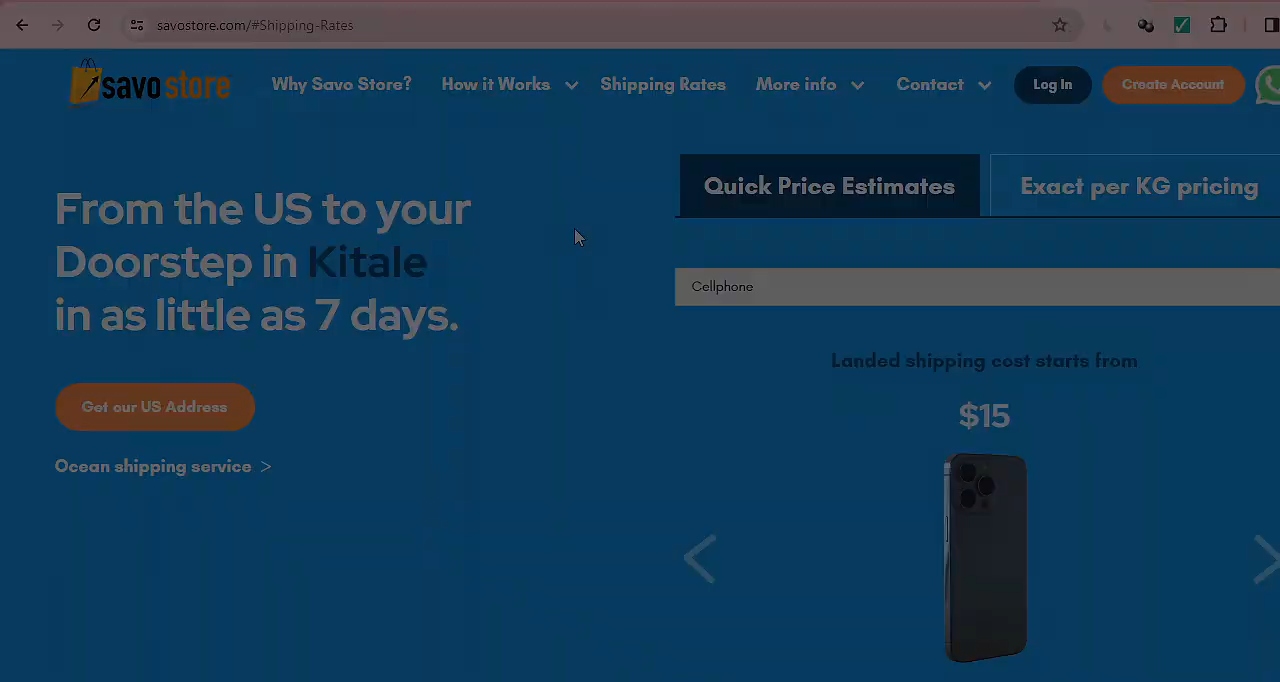 savostore.com/#Shipping-Rates
savo store
Why Savo Store?
How it Works
Shipping Rates
More info
Contact
Log In
Create Account
Quick Price Estimates
Exact per KG pricing
From the US to your
Doorstep in Kitale
in as little as 7 days.
Cellphone
Landed shipping cost starts from
$15
Get our US Address
Ocean shipping service >